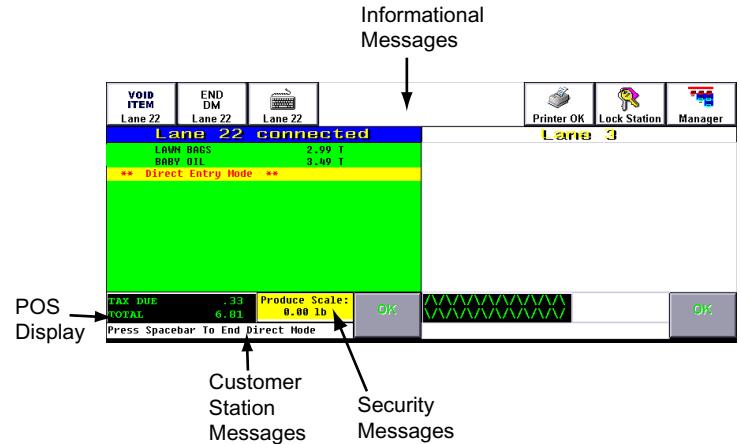 Informational
Messages
VOID
ITEM
Lane 22
END
DM
Lane 22
Lane 22
Printer OK
Lock Station
Manager
Lane 22 connected
Lane 3
LAWN BAGS 2.99 T
BABY OIL 3.49 T
** Direct Entry Mode **
TAX DUE .33
TOTAL 6.81
Produce Scale:
0.00 lb
OK
OK
Press Spacebar To End Direct Mode
POS
Display
Customer
Station
Messages
Security
Messages